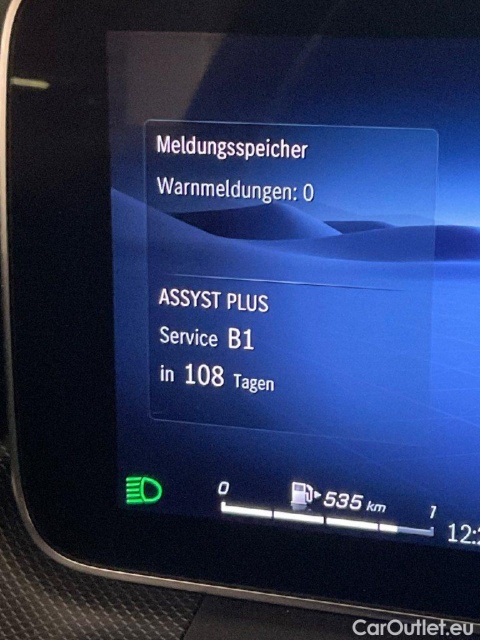 Meldungsspeicher
Warnmeldungen: 0
ASSYST PLUS
Service B1
in 108 Tagen
0
535 km
1
CarOutlet.eu